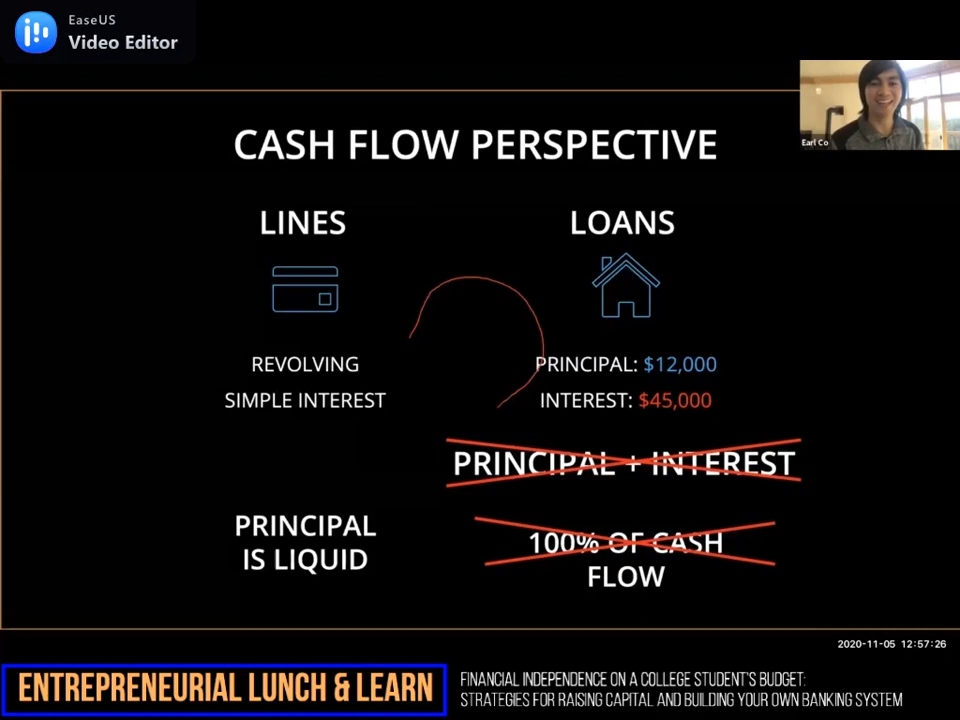 EaseUS
Video Editor
Earl Co
CASH FLOW PERSPECTIVE
LINES
REVOLVING
SIMPLE INTEREST
PRINCIPAL
IS LIQUID
LOANS
PRINCIPAL: $12,000
INTEREST: $45,000
PRINCIPAL + INTEREST
100% OF CASH
FLOW
2020-11-05 12:57:26
ENTREPRENEURIAL LUNCH & LEARN
FINANCIAL INDEPENDENCE ON A COLLEGE STUDENT'S BUDGET:
STRATEGIES FOR RAISING CAPITAL AND BUILDING YOUR OWN BANKING SYSTEM